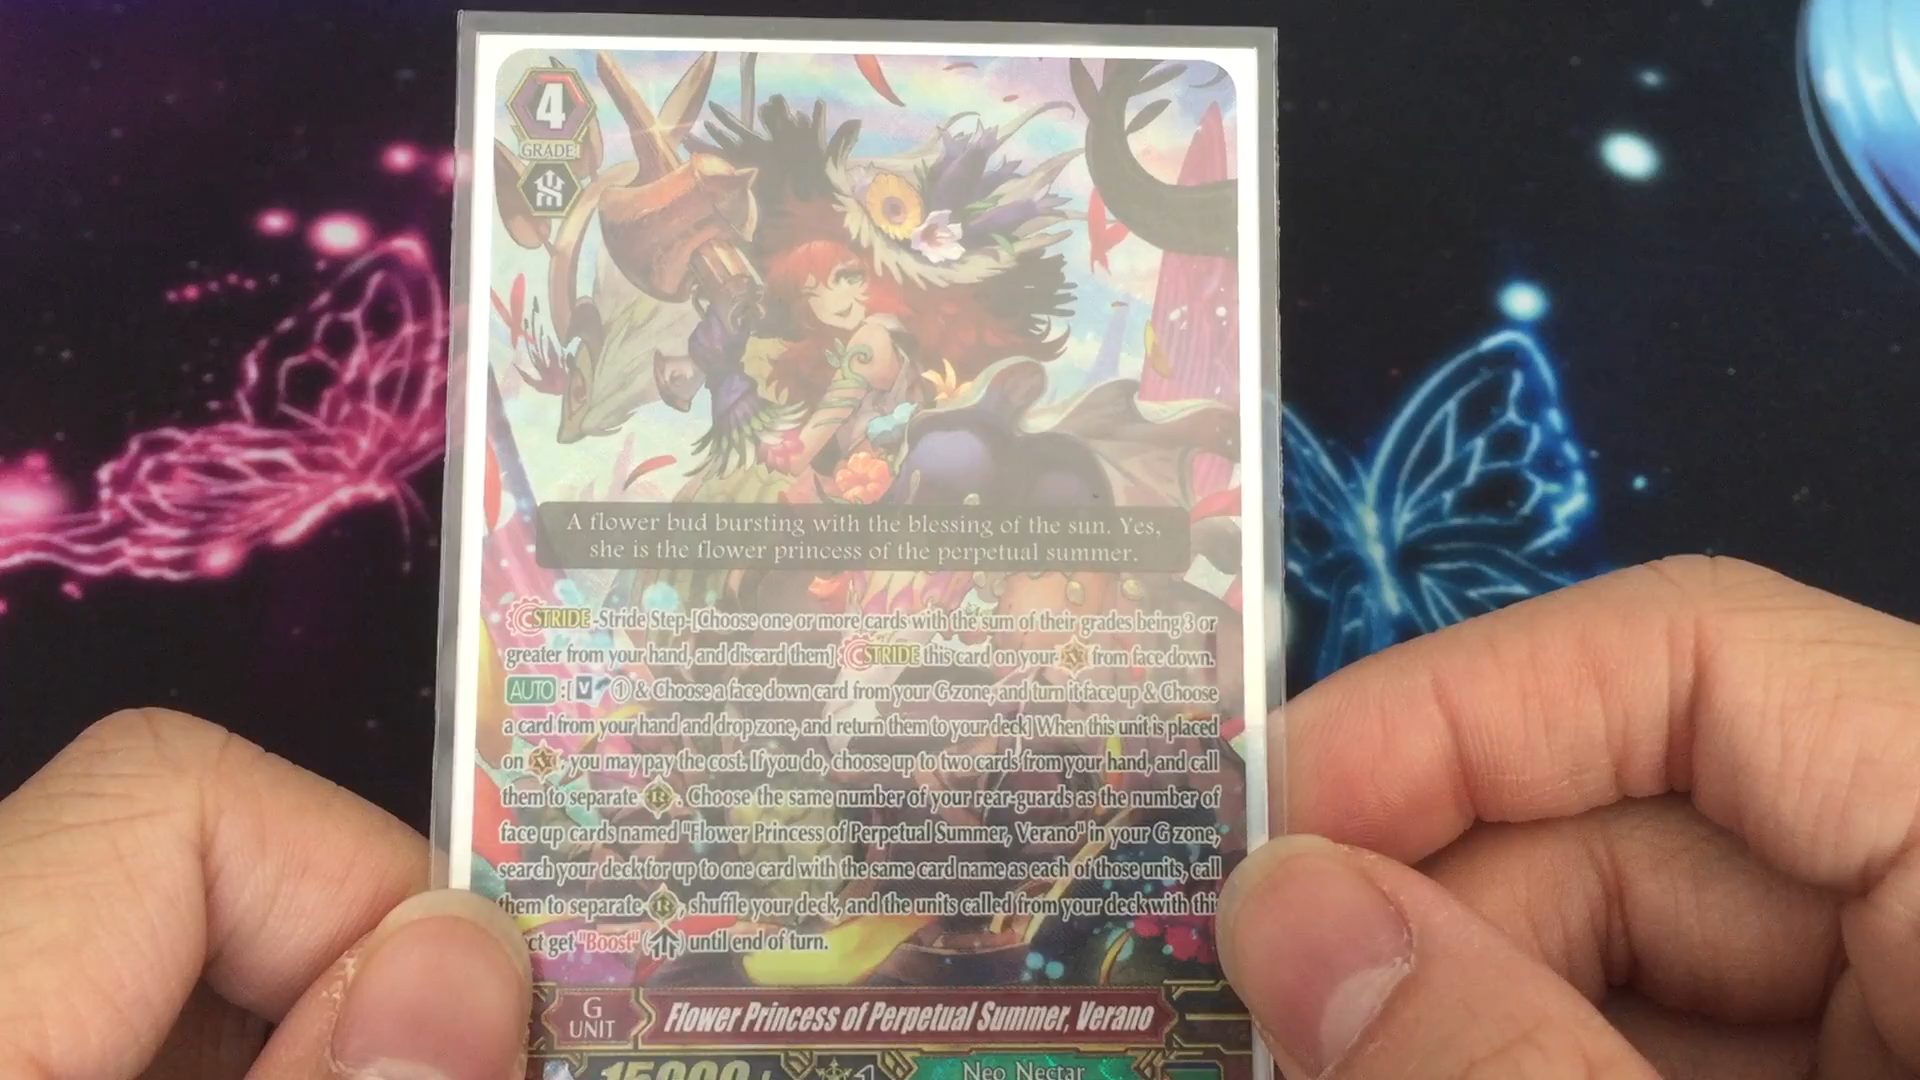 4
GRADE
A flower bud bursting with the blessing of the sun. Yes,
she is the flower princess of the perpetual summer.
STRIDE -Stride Step-[Choose one or more cards with the sum of their grades being 3 or
greater from your hand, and discard them] STRIDE this card on your V from face down.
AUTO :[V ① & Choose a face down card from your G zone, and turn it face up & Choose
a card from your hand and drop zone, and return them to your deck] When this unit is placed
on V, you may pay the cost. If you do, choose up to two cards from your hand, and call
them to separate R. Choose the same number of your rear-guards as the number of
face up cards named "Flower Princess of Perpetual Summer, Verano" in your G zone,
search your deck for up to one card with the same card name as each of those units, call
them to separate R, shuffle your deck, and the units called from your deck with
get "Boost" ( ) until end of turn.
G
UNIT
Flower Princess of Perpetual Summer, Verano
15000+
1
Neo Nectar